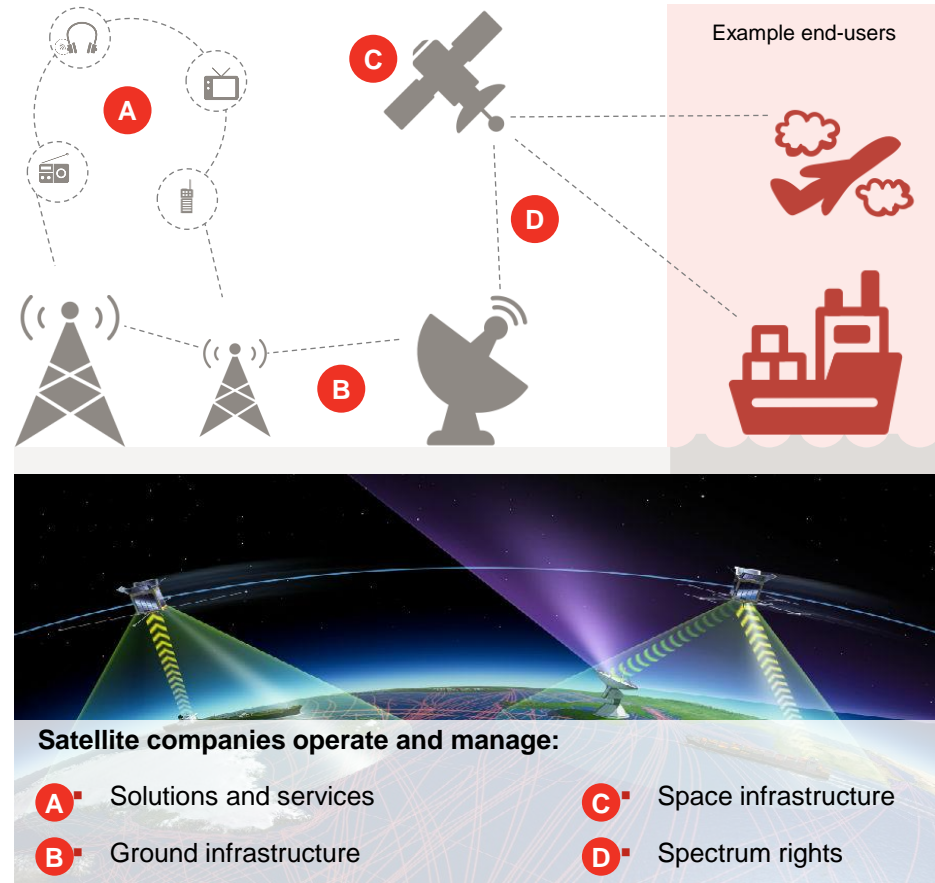 Example end-users
C
A
D
B
Satellite companies operate and manage:
A ▪ Solutions and services
C ▪ Space infrastructure
B ▪ Ground infrastructure
D ▪ Spectrum rights